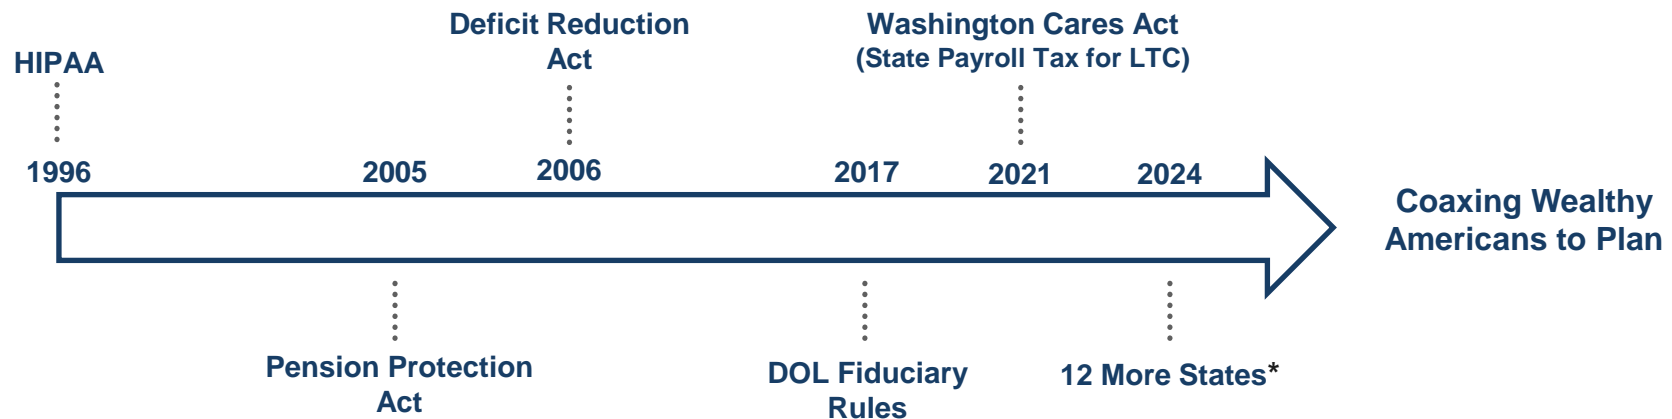 HIPAA
Deficit Reduction
Act
Washington Cares Act
(State Payroll Tax for LTC)
1996
2005
2006
2017
2021
2024
Coaxing Wealthy
Americans to Plan
Pension Protection
Act
DOL Fiduciary
Rules
12 More States*